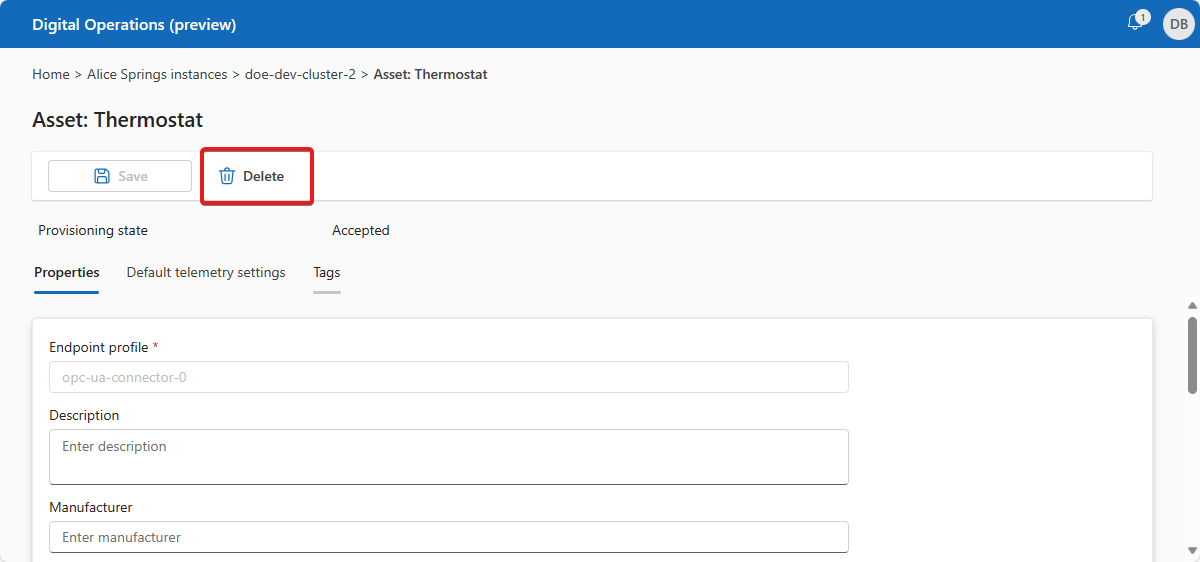 Digital Operations (preview)
1
DB
Home > Alice Springs instances > doe-dev-cluster-2 > Asset: Thermostat
Asset: Thermostat
Save Delete
Provisioning state Accepted
Properties Default telemetry settings Tags
Endpoint profile *
opc-ua-connector-0
Description
Enter description
Manufacturer
Enter manufacturer